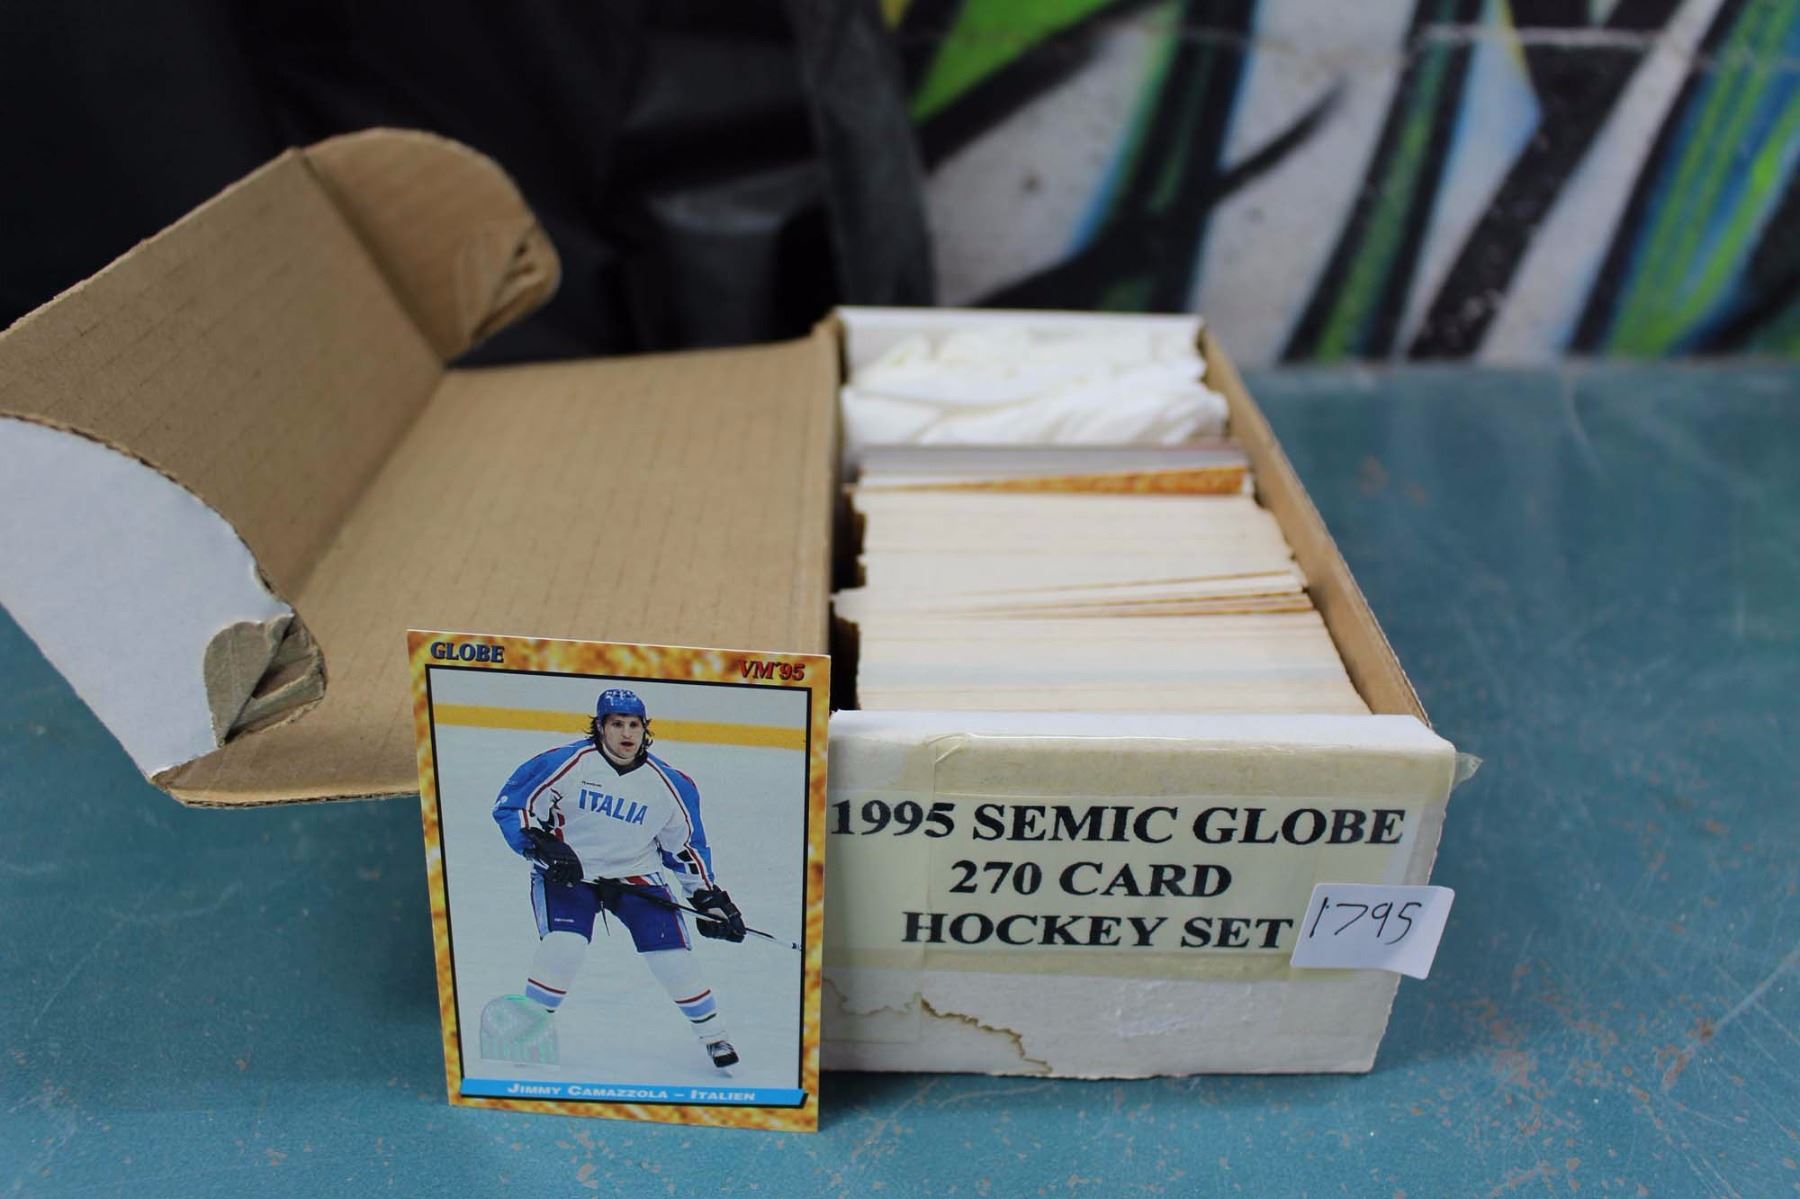 GLOBE
VM'95
ITALIA
JIMMY CAMAZZOLA – ITALIEN
1995 SEMIC GLOBE
270 CARD
HOCKEY SET
1795